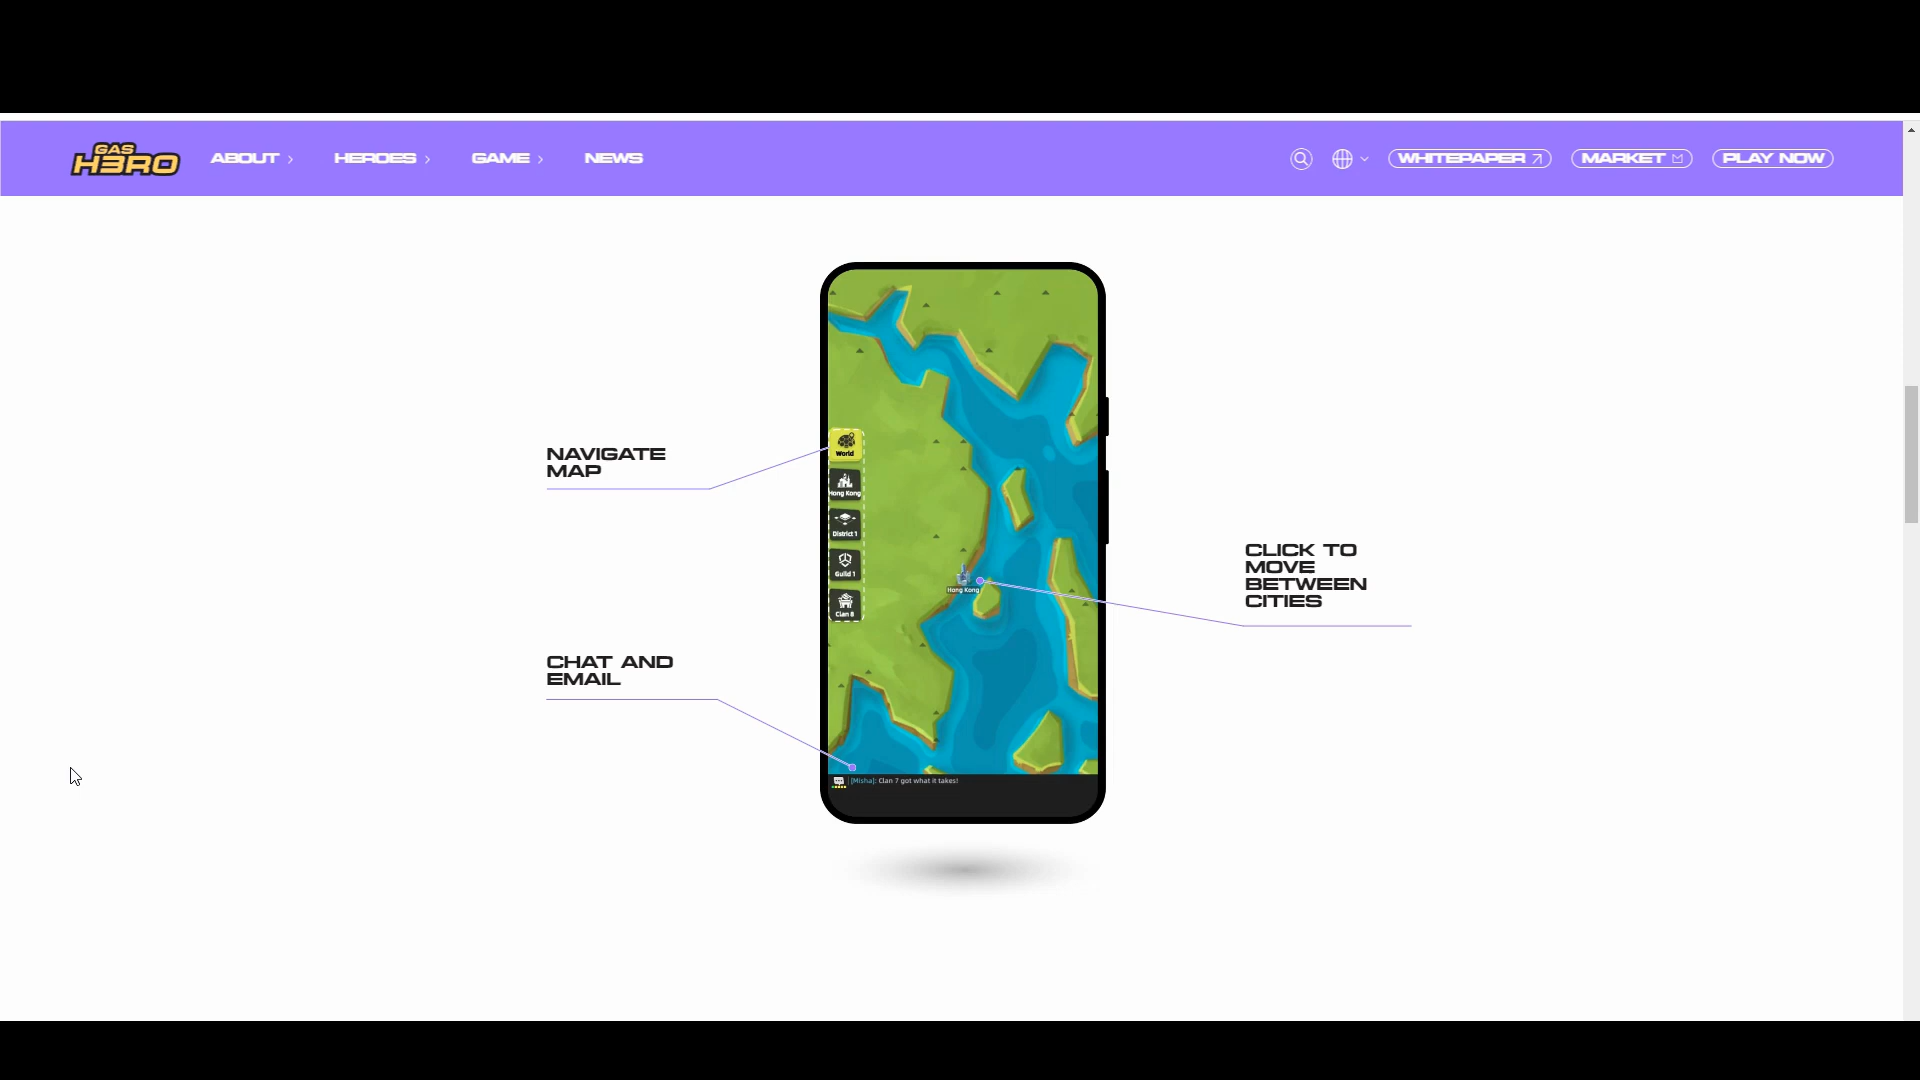 GAS
H3RO
ABOUT
HEROES
GAME
NEWS
WHITEPAPER
MARKET
PLAY NOW
NAVIGATE
MAP
World
Hong Kong
District 1
Guild 1
Clan 8
Hong Kong
CLICK TO
MOVE
BETWEEN
CITIES
CHAT AND
EMAIL
[Misha]: Clan 7 got what it takes!